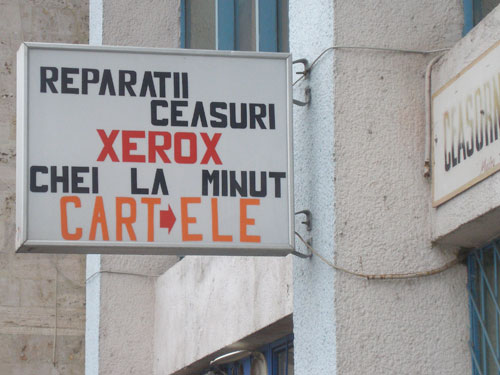 REPARATII
CEASURI
XEROX
CHEI LA MINUT
CART ELE